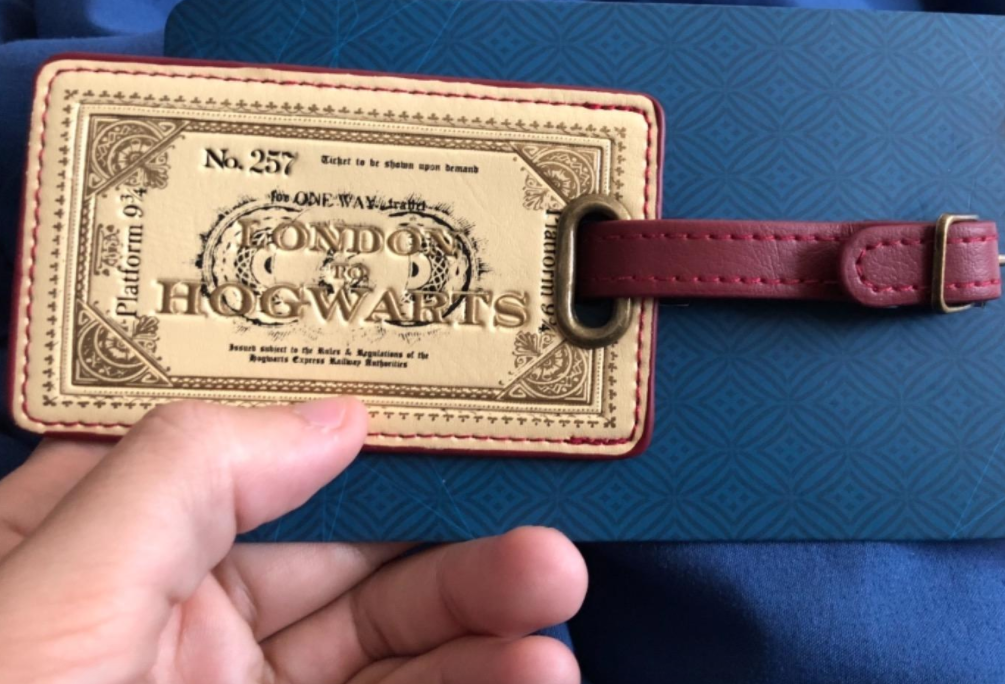 No. 257
Ticket to be shown upon demand
for ONE WAY travel
LONDON
TO
HOGWARTS
Issued subject to the Rules & Regulations of the
Hogwarts Express Railway Authorities
Platform 9¾
Platform 9¾